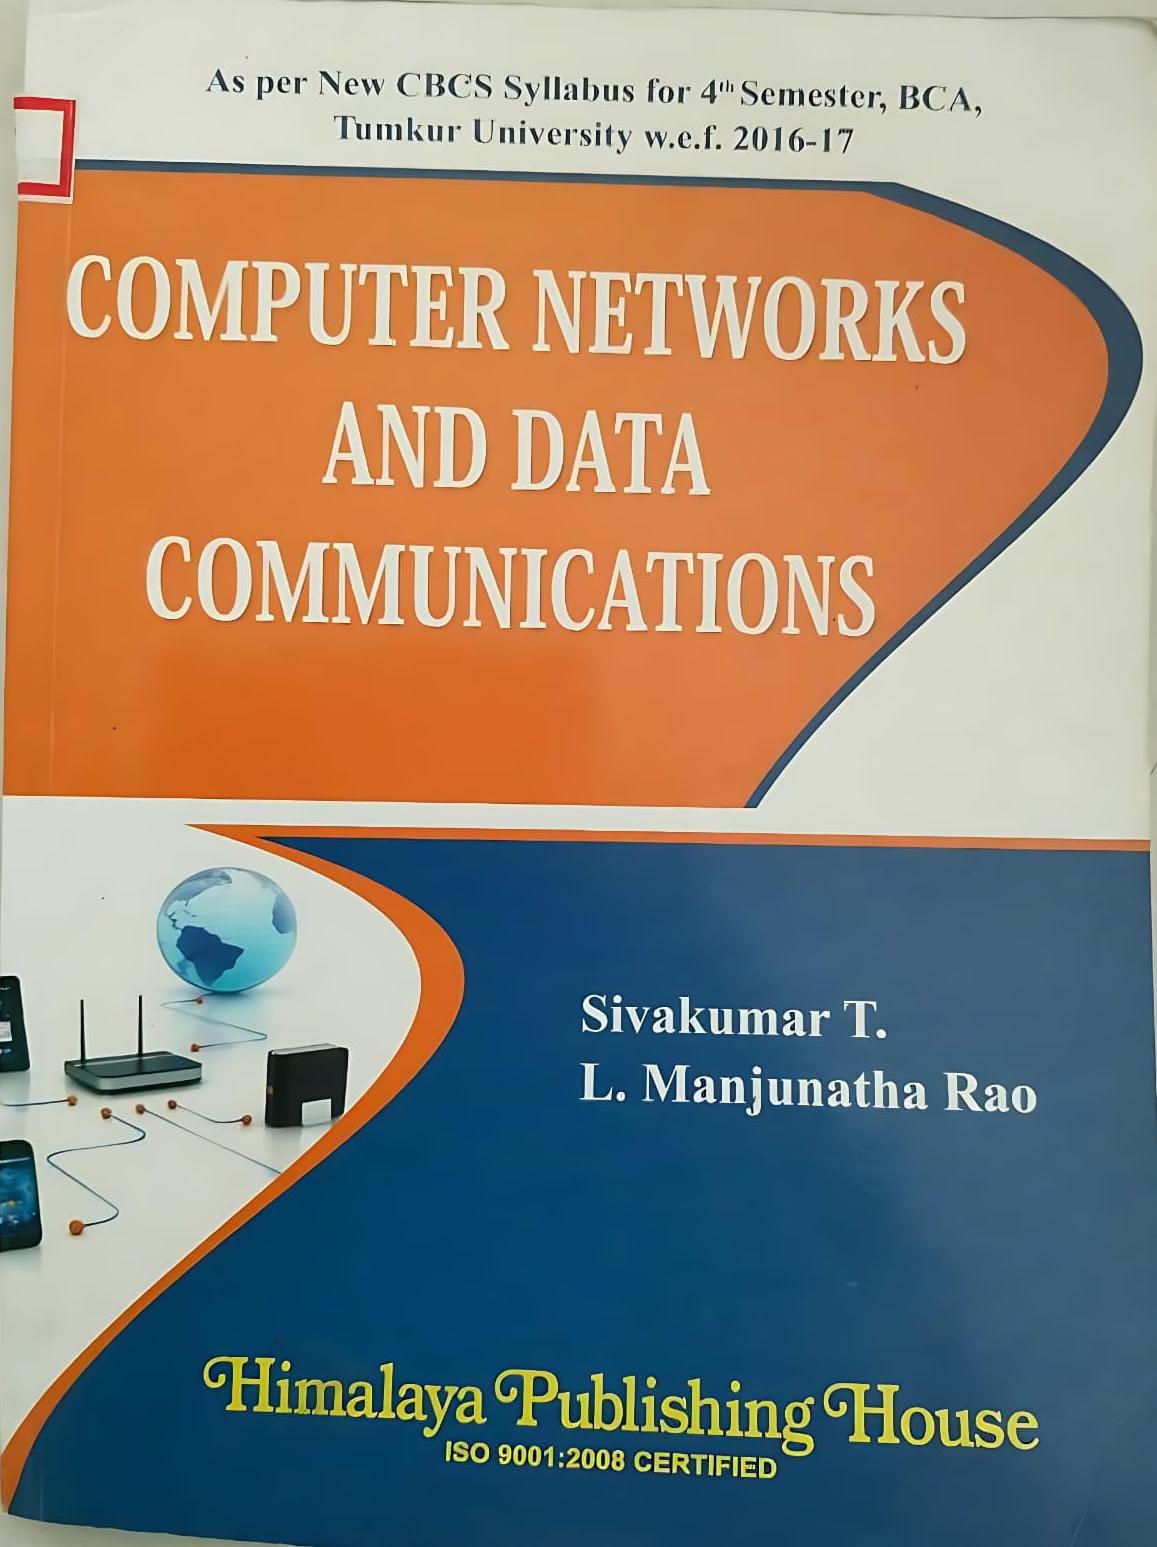 As per New CBCS Syllabus for 4th Semester, BCA,
Tumkur University w.e.f. 2016-17
COMPUTER NETWORKS
AND DATA
COMMUNICATIONS
Sivakumar T.
L. Manjunatha Rao
Himalaya Publishing House
ISO 9001:2008 CERTIFIED